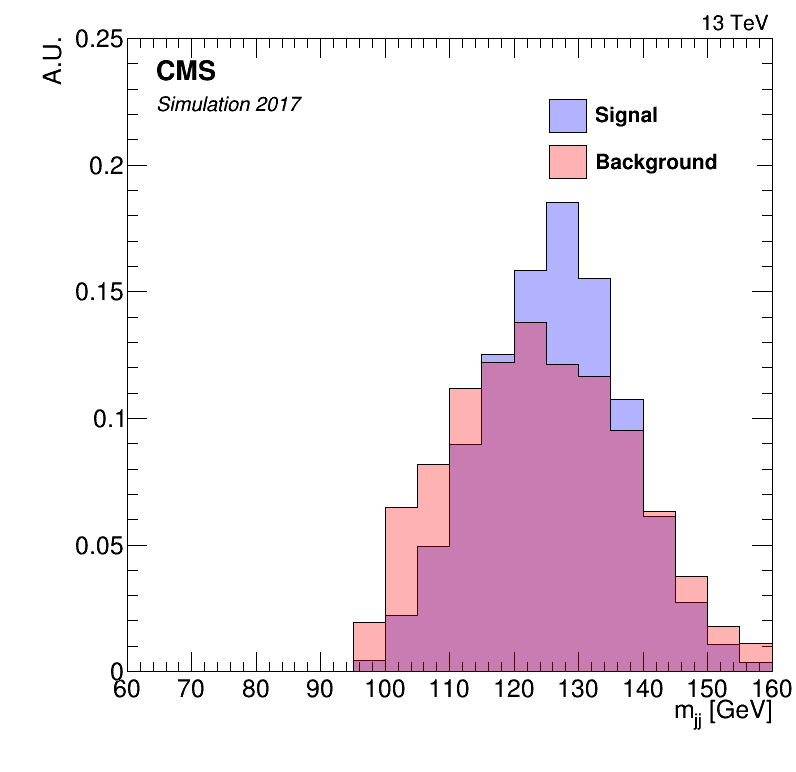 13 TeV
A.U.
CMS
Simulation 2017
Signal
Background
0.25
0.2
0.15
0.1
0.05
0
60 70 80 90 100 110 120 130 140 150 160
m_jj [GeV]